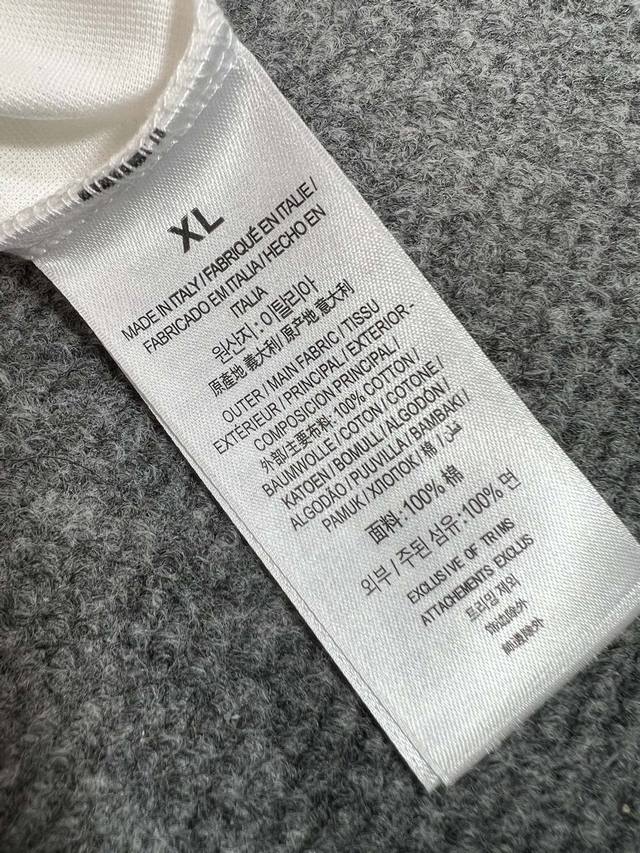 XL
MADE IN ITALY / FABRIQUÉ EN ITALIE /
FABRICADO EM ITALIA / HECHO EN
ITALIA
원산지 : 이탈리아
原產地 義大利 / 原产地 意大利
OUTER / MAIN FABRIC / TISSU
EXTÉRIEUR / PRINCIPAL / EXTERIOR -
COMPOSICION PRINCIPAL /
外部/主要布料: 100% COTTON /
BAUMWOLLE / COTON / COTONE /
KATOEN / BOMULL / ALGODÓN /
ALGODÃO / PUUVILLA / BAMBAKI /
PAMUK / ΧΠΟΠΟΚ / 棉 /
面料: 100% 棉
외부 / 주된 섬유: 100% 면
EXCLUSIVE OF TRIMS
ATTACHEMENTS EXCLUS
트리밍 제외